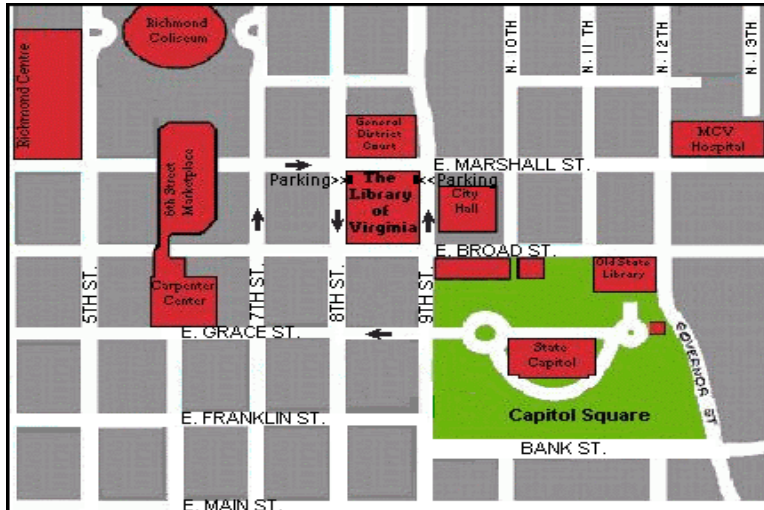 Richmond
Coliseum
Richmond Centre
N. 10TH
N. 11TH
N. 12TH
N. 13TH
General
District
Court
MCV
Hospital
E. MARSHALL ST.
Parking>>
The
Library
of
Virginia
<<Parking
City
Hall
6th Street
Marketplace
E. BROAD ST.
Old State
Library
Carpenter
Center
5TH ST.
7TH ST.
8TH ST.
9TH ST.
E. GRACE ST.
State
Capitol
GOVERNOR ST
Capitol Square
E. FRANKLIN ST.
BANK ST.
E. MAIN ST.